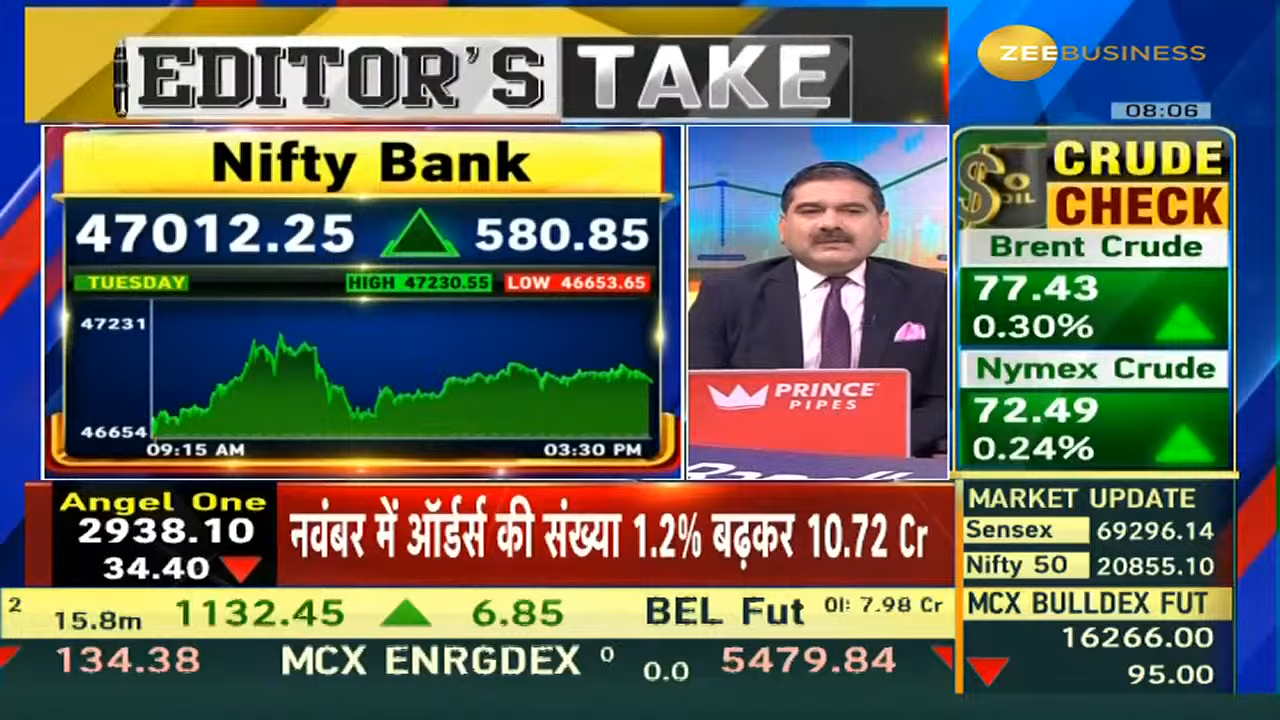 EDITOR'S TAKE
ZEEBUSINESS
08:06
Nifty Bank
47012.25 580.85
TUESDAY HIGH 47230.55 LOW 46653.65
47231
46654
09:15 AM 03:30 PM
PRINCE
PIPES
$ OIL
CRUDE
CHECK
Brent Crude
77.43
0.30%
Nymex Crude
72.49
0.24%
Angel One
2938.10
34.40
नवंबर में ऑर्डर्स की संख्या 1.2% बढ़कर 10.72 Cr
MARKET UPDATE
Sensex 69296.14
Nifty 50 20855.10
MCX BULLDEX FUT
16266.00
95.00
2 15.8m 1132.45 6.85 BEL Fut OI: 7.98 Cr
134.38 MCX ENRGDEX 0 0.0 5479.84